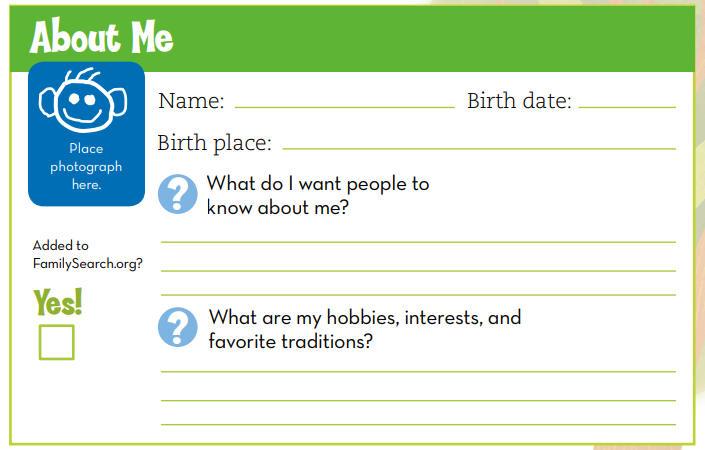 About Me
Place
photograph
here.
Name: Birth date:
Birth place:
? What do I want people to
know about me?
Added to
FamilySearch.org?
Yes!
? What are my hobbies, interests, and
favorite traditions?